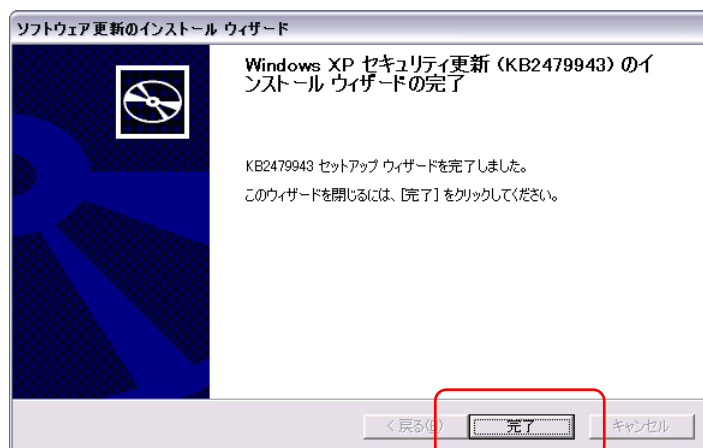 ソフトウェア更新のインストール ウィザード
Windows XP セキュリティ更新 (KB2479943) のイ
ンストール ウィザードの完了
KB2479943 セットアップ ウィザードを完了しました。
このウィザードを閉じるには、[完了] をクリックしてください。
< 戻る(B) 完了 キャンセル